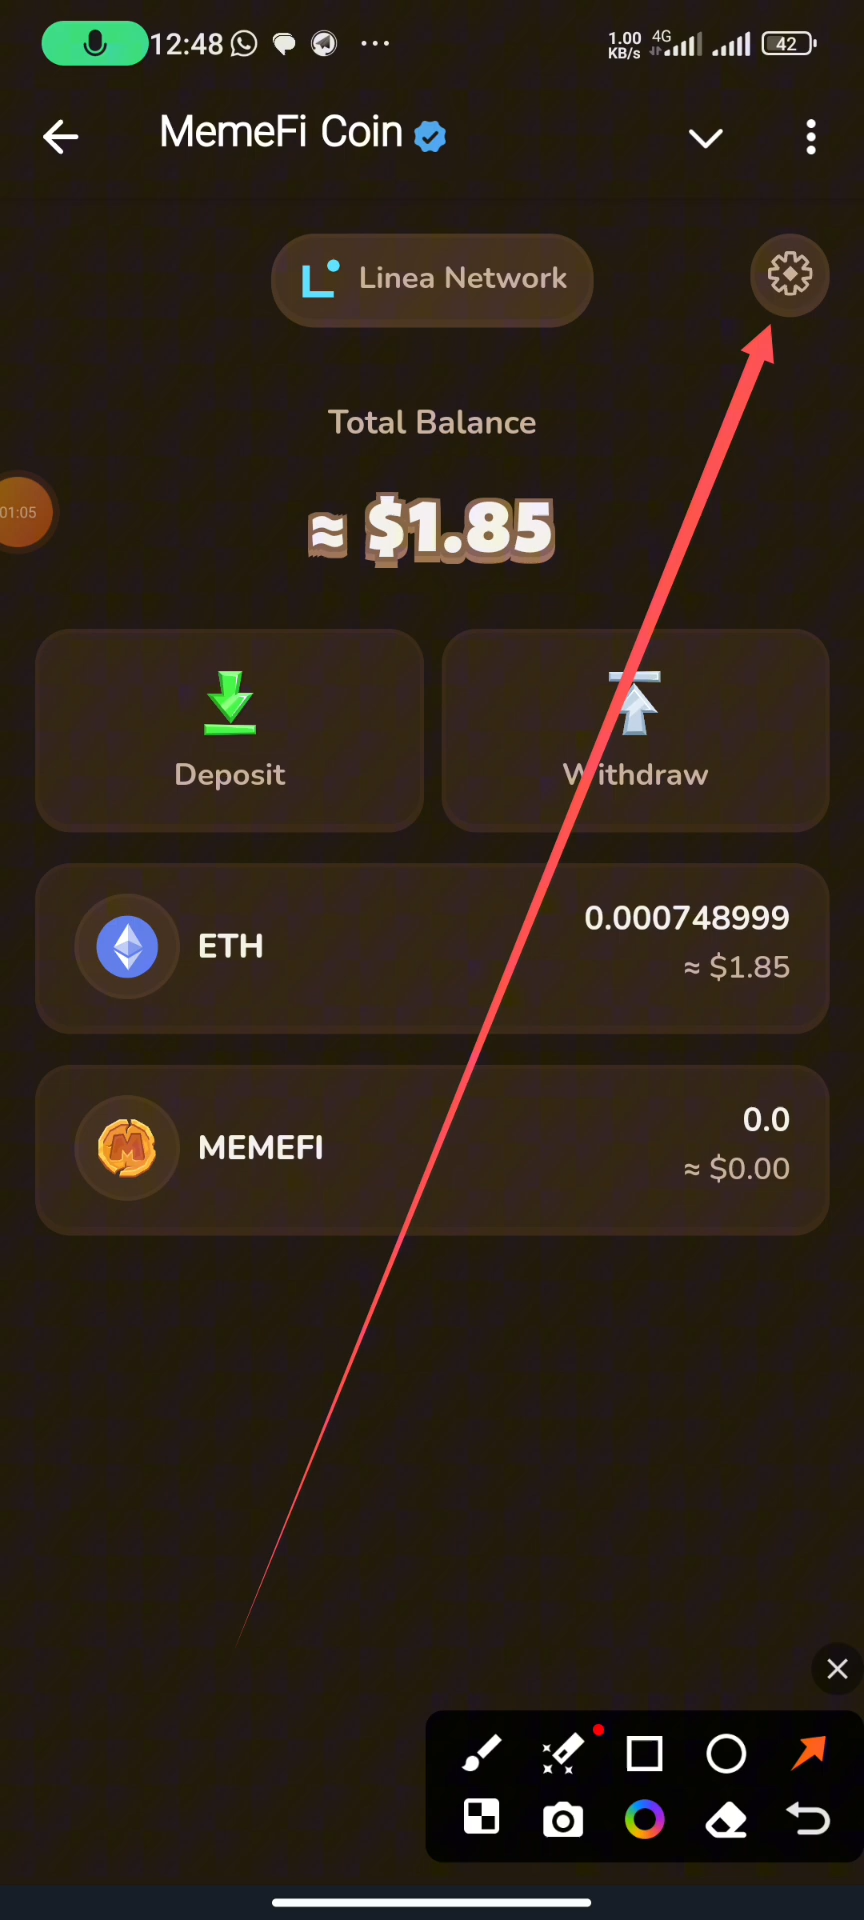 12:48
1.00 KB/s
4G
42
MemeFi Coin
Linea Network
Total Balance
01:05
≈ $1.85
Deposit
Withdraw
ETH
0.000748999
≈ $1.85
MEMEFI
0.0
≈ $0.00